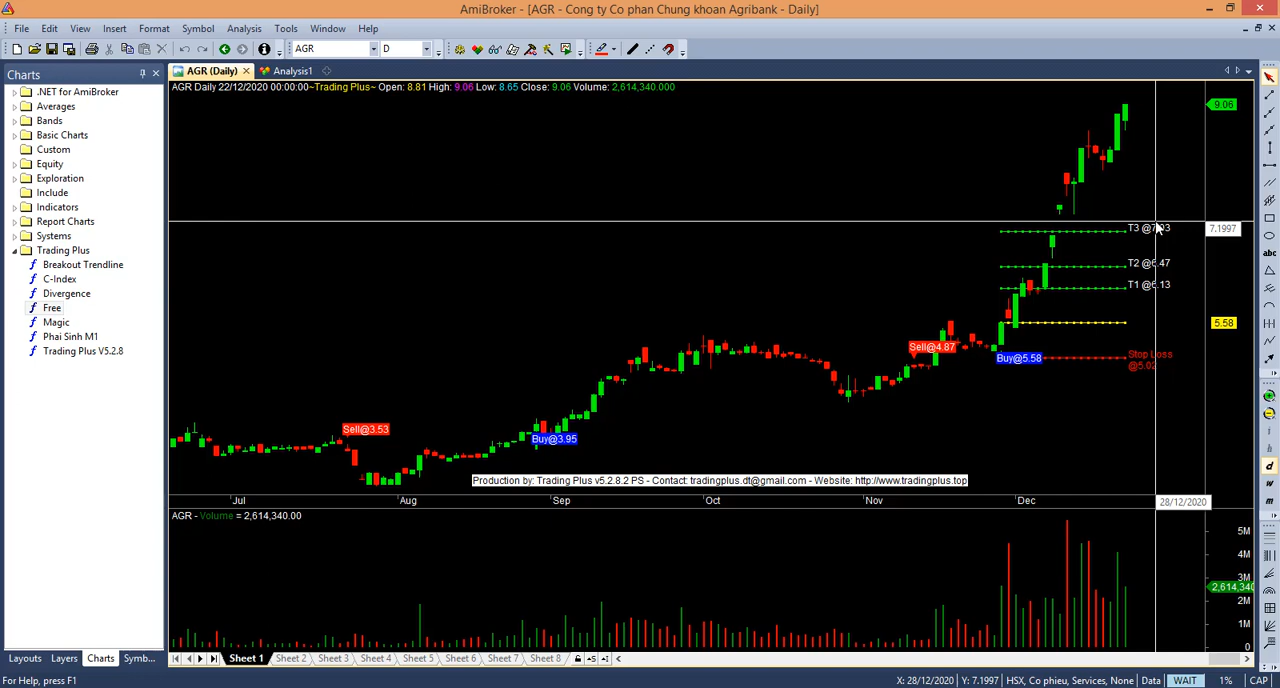 AmiBroker - [AGR - Cong ty Co phan Chung khoan Agribank - Daily]
File Edit View Insert Format Symbol Analysis Tools Window Help
AGR D
Charts
AGR (Daily) Analysis1
AGR Daily 22/12/2020 00:00:00~Trading Plus~ Open: 8.81 High: 9.06 Low: 8.65 Close: 9.06 Volume: 2,614,340.000
.NET for AmiBroker
Averages
Bands
Basic Charts
Custom
Equity
Exploration
Include
Indicators
Report Charts
Systems
Trading Plus
Breakout Trendline
C-Index
Divergence
Free
Magic
Phai Sinh M1
Trading Plus V5.2.8
9.06
7.1997
T2 @6.47
T1 @6.13
5.58
Sell@4.87
Buy@5.58
Stop Loss
@5.02
Sell@3.53
Buy@3.95
Production by: Trading Plus v5.2.8.2 PS - Contact: tradingplus.dt@gmail.com - Website: http://www.tradingplus.top
Jul Aug Sep Oct Nov Dec 28/12/2020
AGR - Volume = 2,614,340.00
5M
4M
3M
2,614,340
2M
1M
0
abc
h
d
w
m
Layouts Layers Charts Symb...
Sheet 1 Sheet 2 Sheet 3 Sheet 4 Sheet 5 Sheet 6 Sheet 7 Sheet 8
For Help, press F1
X: 28/12/2020 Y: 7.1997 HSX, Co phieu, Services, None Data WAIT 1% CAP